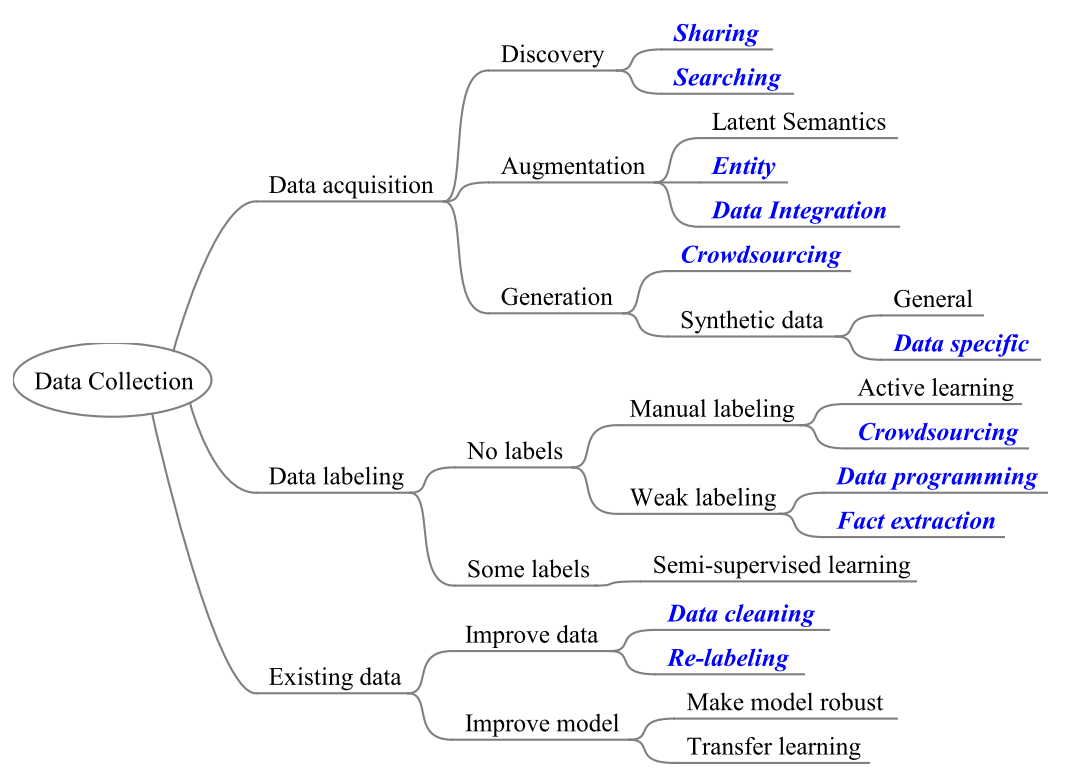 Data Collection
Data acquisition
Discovery
Sharing
Searching
Augmentation
Latent Semantics
Entity
Data Integration
Generation
Crowdsourcing
Synthetic data
General
Data specific
Data labeling
No labels
Manual labeling
Active learning
Crowdsourcing
Weak labeling
Data programming
Fact extraction
Some labels
Semi-supervised learning
Existing data
Improve data
Data cleaning
Re-labeling
Improve model
Make model robust
Transfer learning